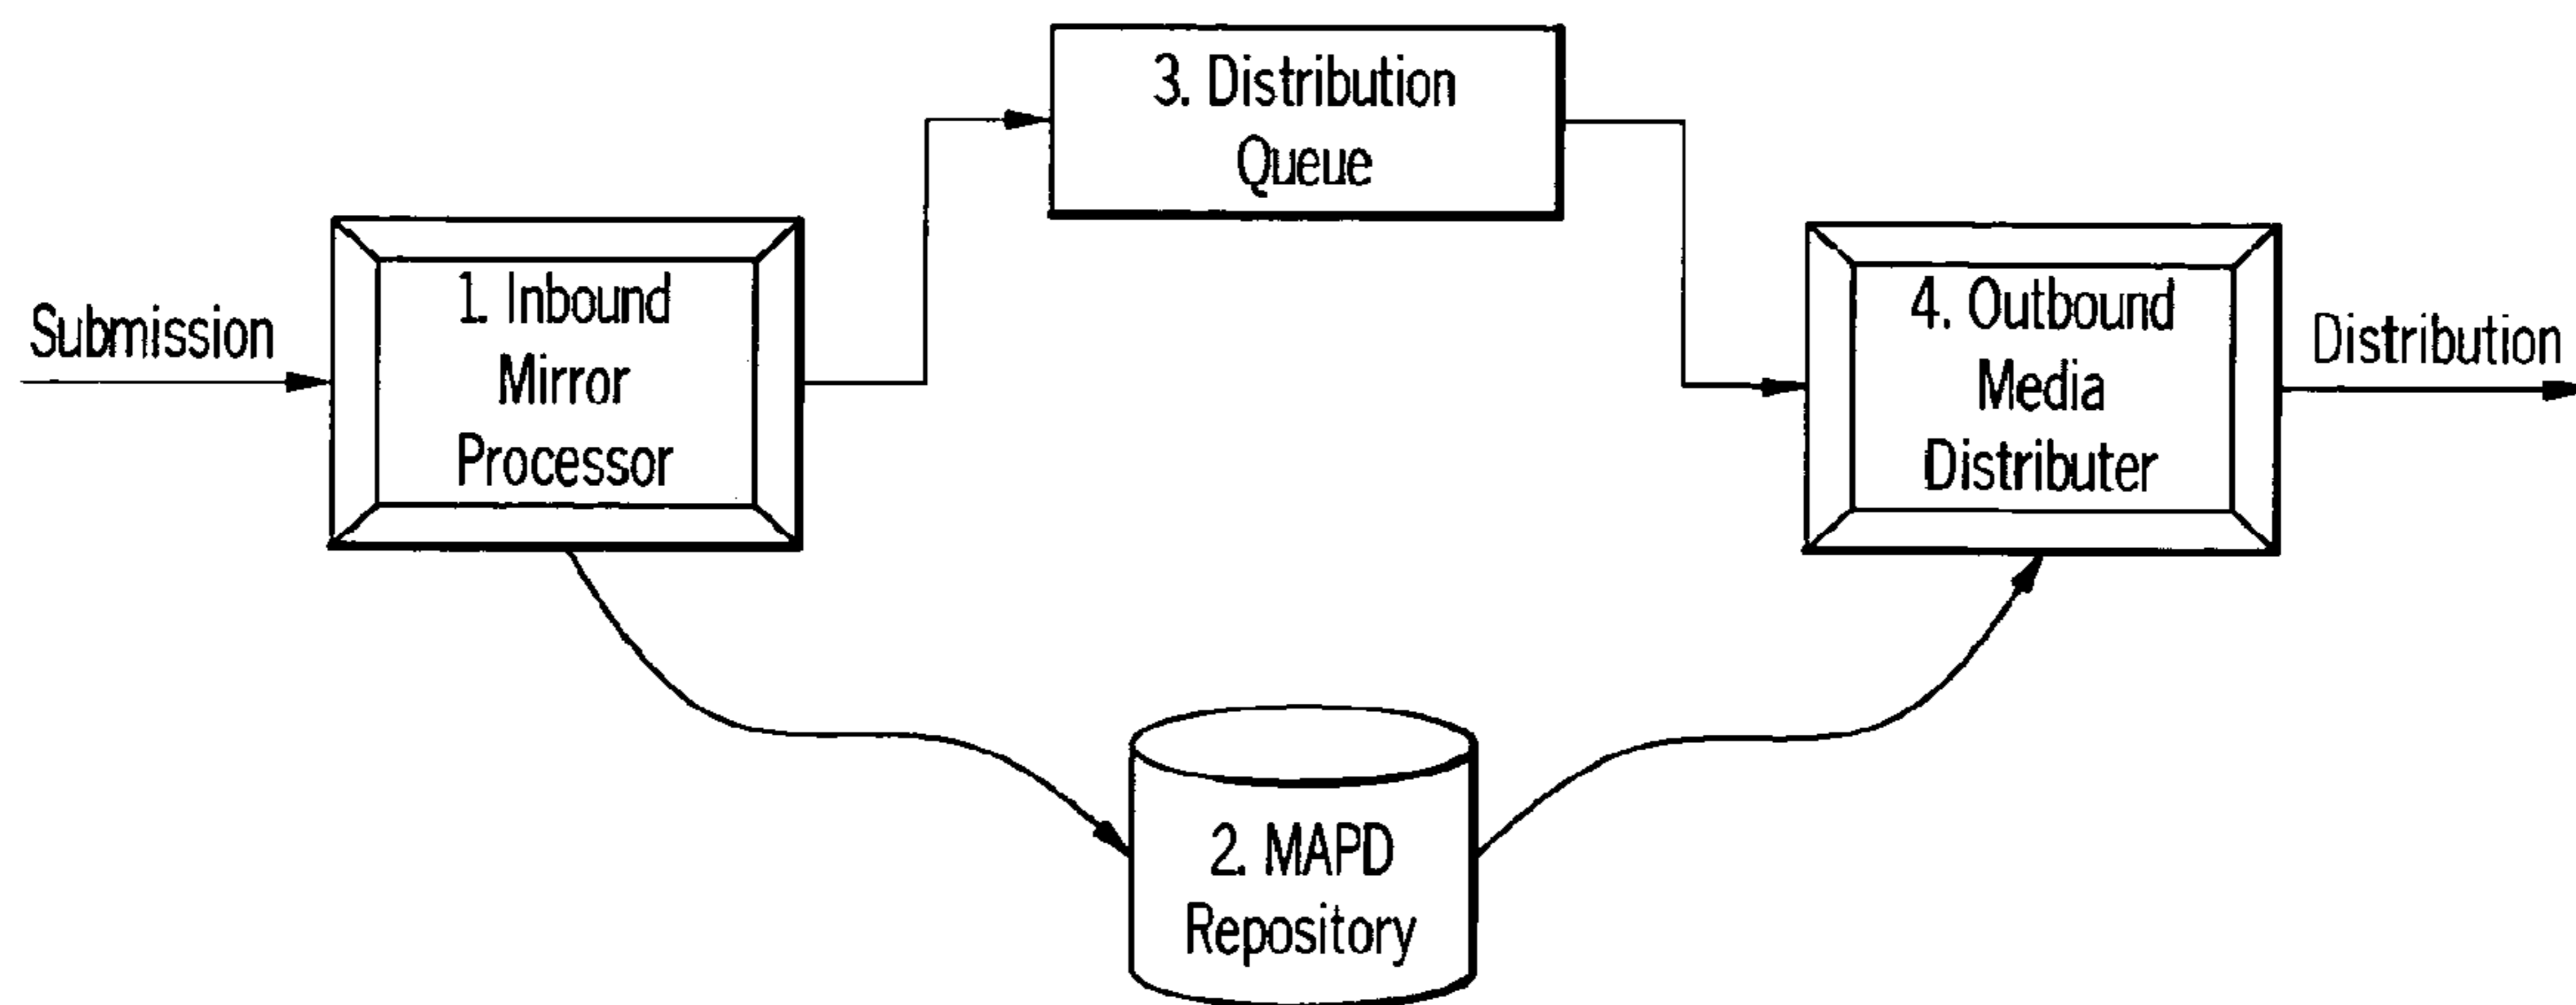 3. Distribution
Queue
Submission
1. Inbound
Mirror
Processor
4. Outbound
Media
Distributer
Distribution
2. MAPD
Repository